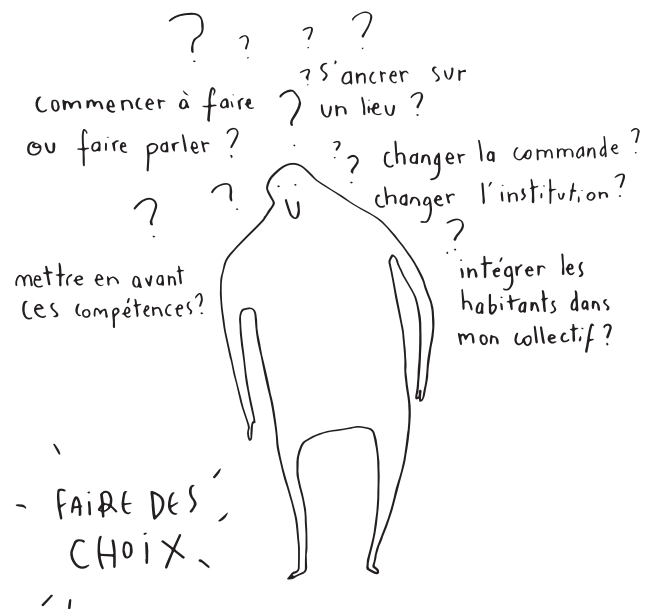 ? ? ? ?
? s'ancrer sur
un lieu ?
commencer à faire ?
ou faire parler ?
? ? changer la commande ?
changer l'institution ?
? ?
mettre en avant
ces compétences ?
?
intégrer les
habitants dans
mon collectif ?
FAIRE DES
CHOIX